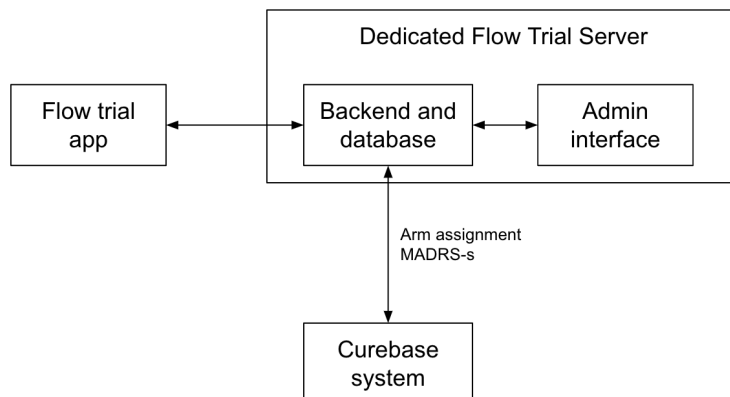 Dedicated Flow Trial Server
Flow trial
app
Backend and
database
Admin
interface
Arm assignment
MADRS-s
Curebase
system